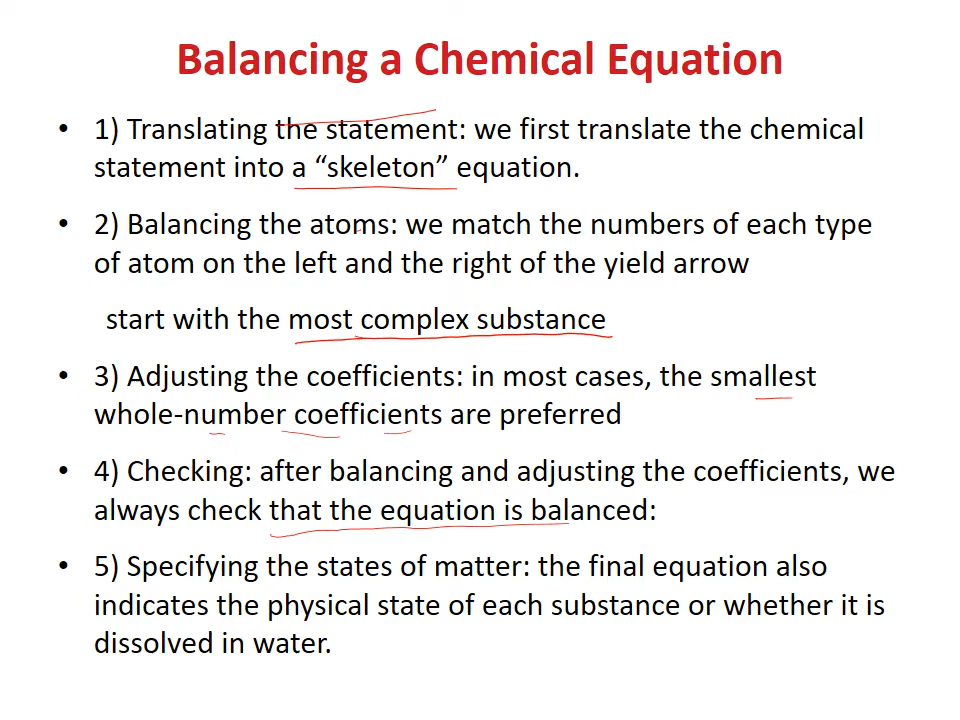 Balancing a Chemical Equation
• 1) Translating the statement: we first translate the chemical
statement into a “skeleton” equation.
• 2) Balancing the atoms: we match the numbers of each type
of atom on the left and the right of the yield arrow
start with the most complex substance
• 3) Adjusting the coefficients: in most cases, the smallest
whole-number coefficients are preferred
• 4) Checking: after balancing and adjusting the coefficients, we
always check that the equation is balanced:
• 5) Specifying the states of matter: the final equation also
indicates the physical state of each substance or whether it is
dissolved in water.